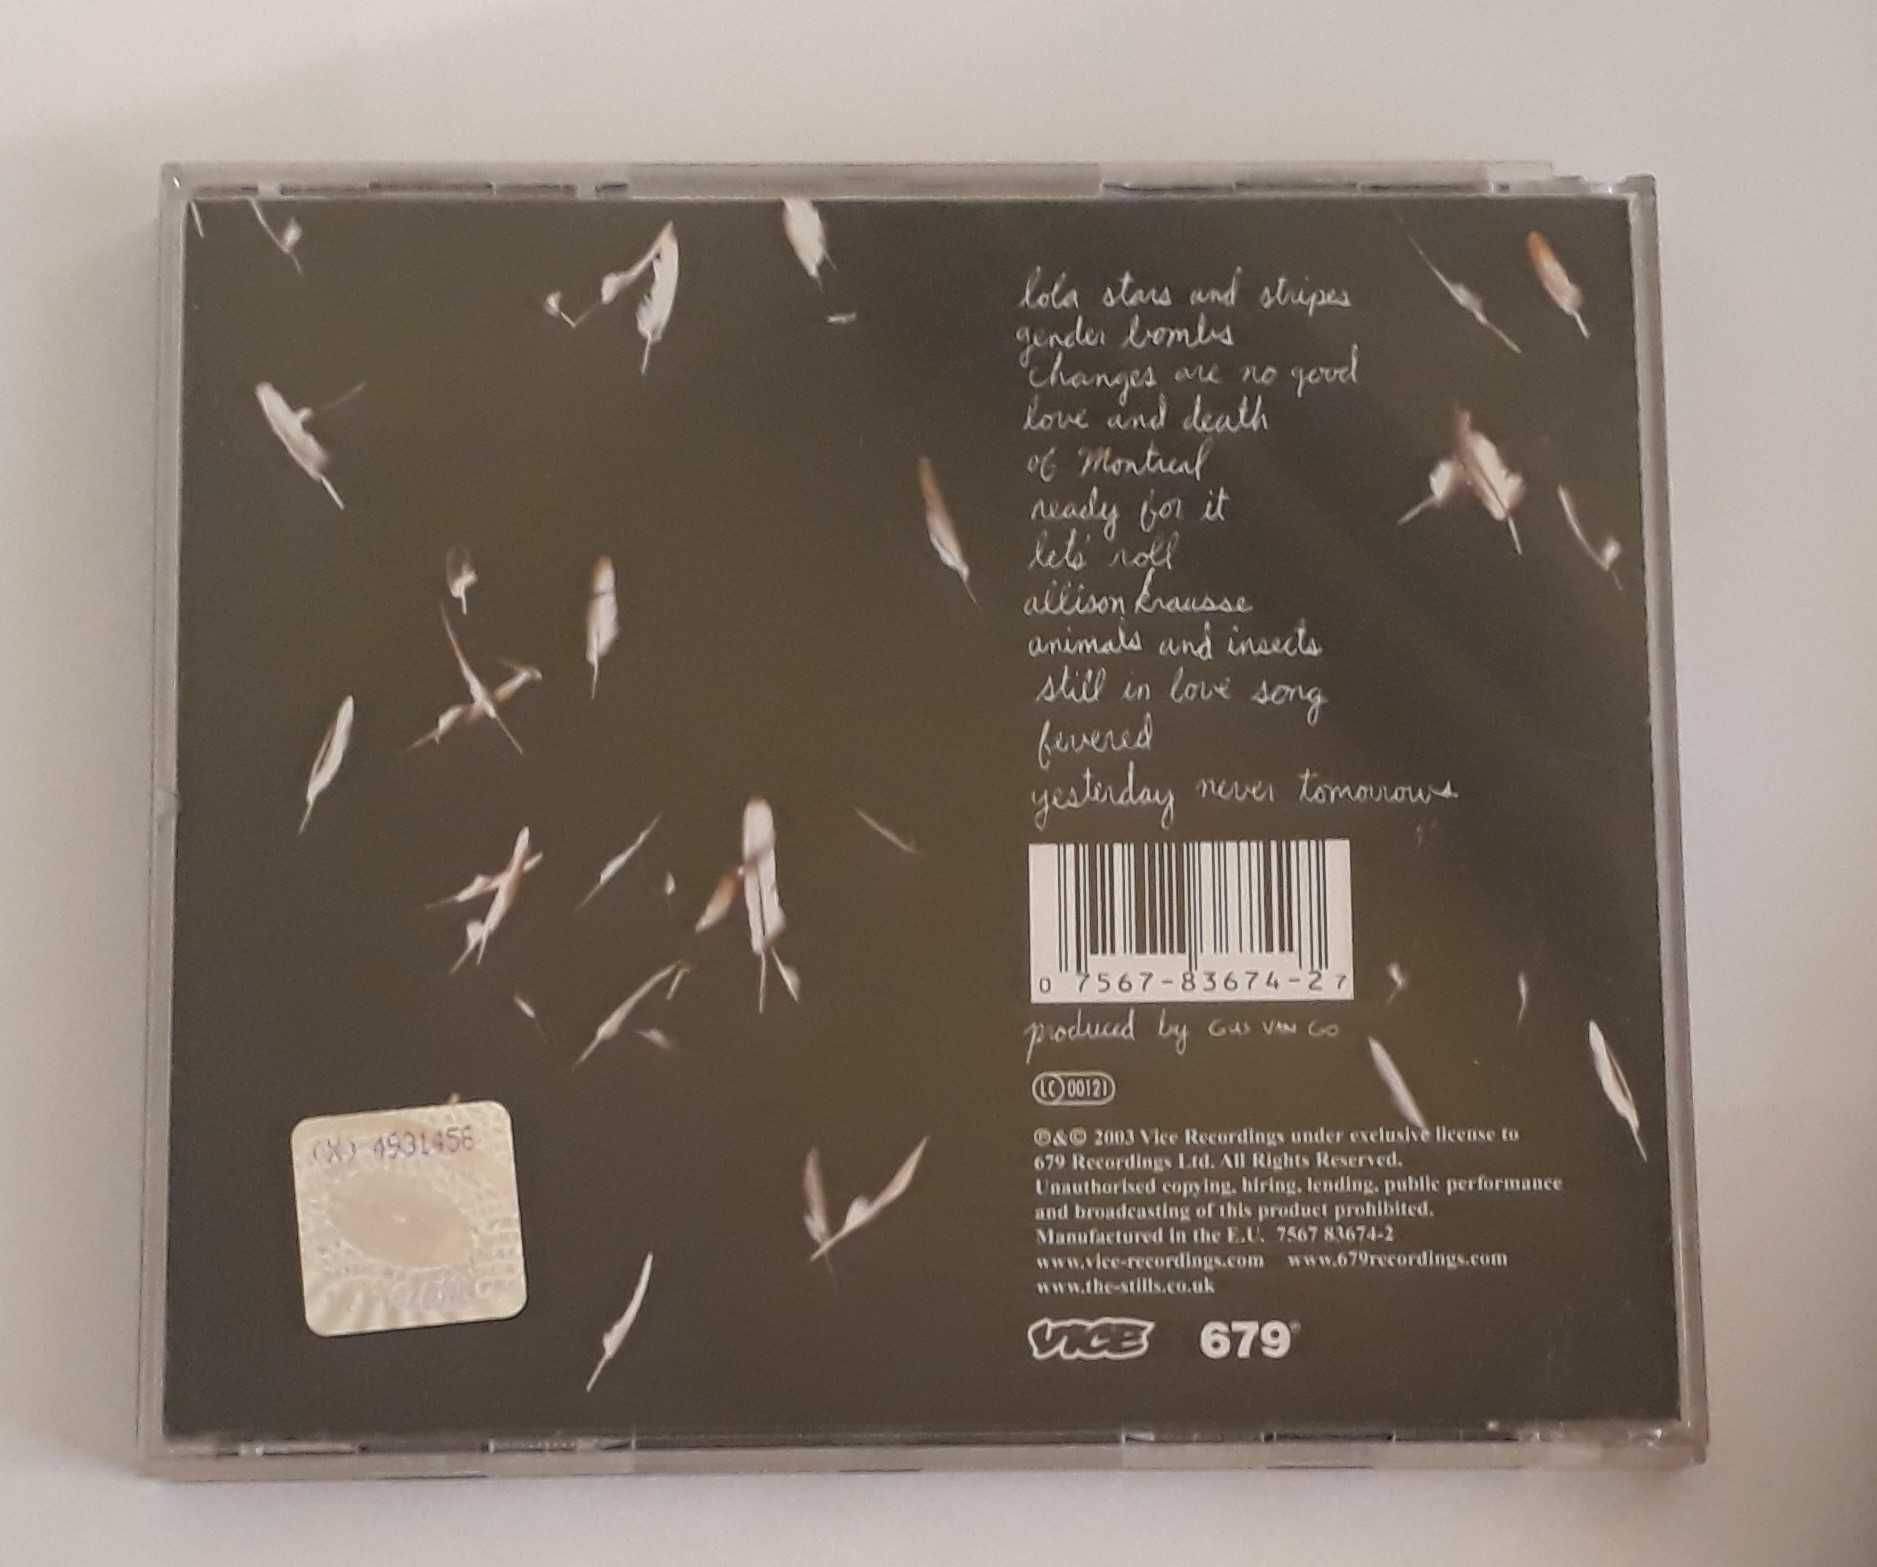 lola stars and stripes
gender bombs
changes are no good
love and death
of Montreal
ready for it
lets' roll
allison krausse
animals and insects
still in love song
fevered
yesterday never tomorrows
0 7567-83674-2 7
produced by GUS VAN GO
LC 00121
(X) 4931456
℗&© 2003 Vice Recordings under exclusive license to
679 Recordings Ltd. All Rights Reserved.
Unauthorised copying, hiring, lending, public performance
and broadcasting of this product prohibited.
Manufactured in the E.U. 7567 83674-2
www.vice-recordings.com www.679recordings.com
www.the-stills.co.uk
VICE 679®